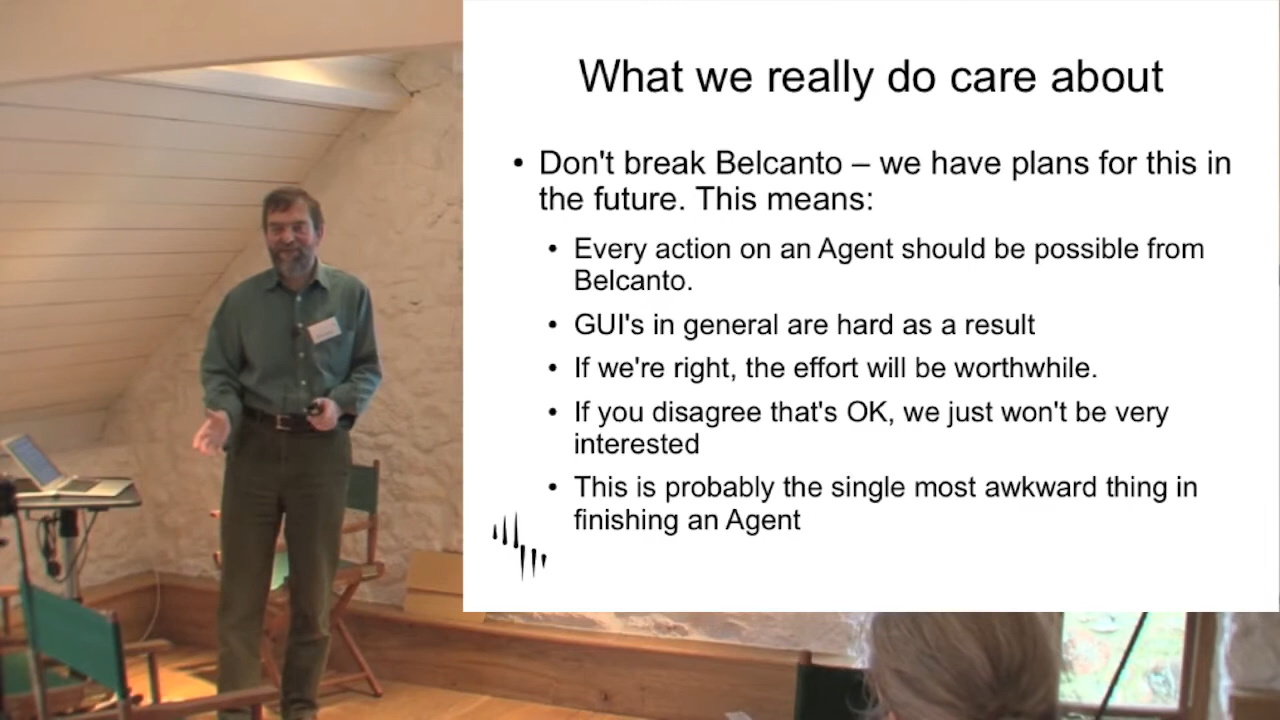 What we really do care about
• Don't break Belcanto – we have plans for this in
the future. This means:
• Every action on an Agent should be possible from
Belcanto.
• GUI's in general are hard as a result
• If we're right, the effort will be worthwhile.
• If you disagree that's OK, we just won't be very
interested
• This is probably the single most awkward thing in
finishing an Agent